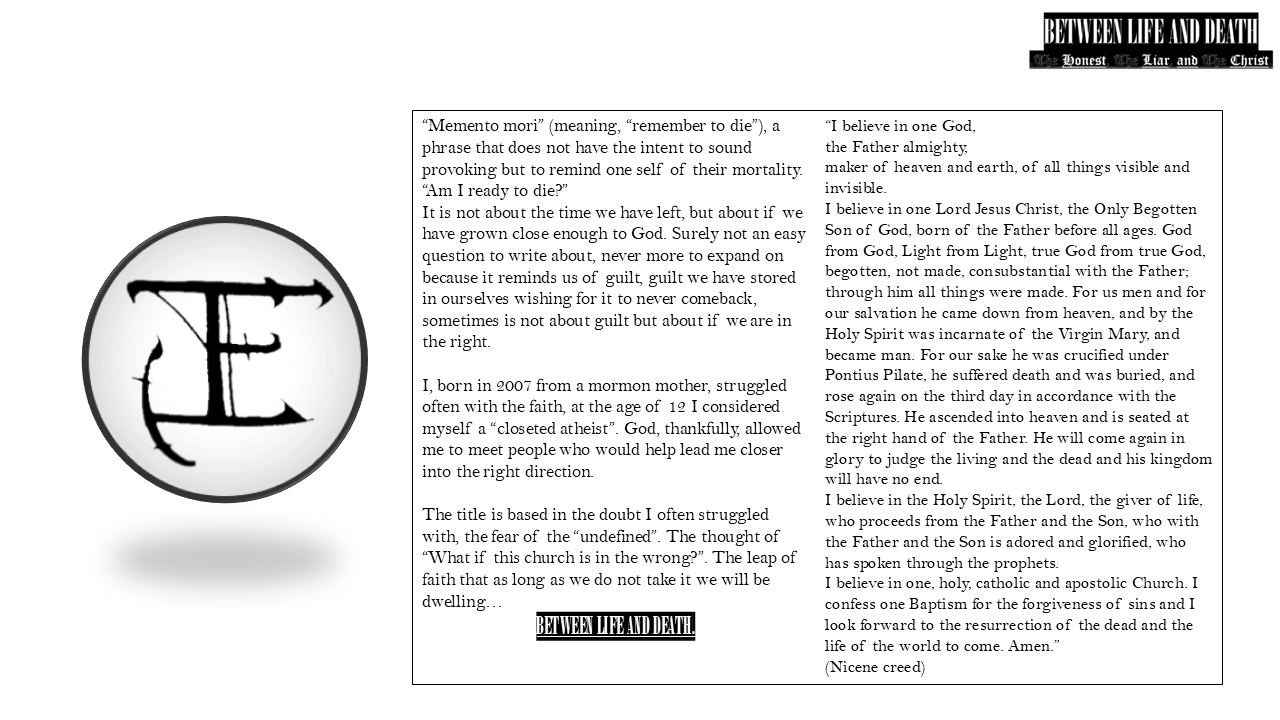 BETWEEN LIFE AND DEATH
The Honest, The Liar, and The Christ
“Memento mori” (meaning, “remember to die”), a
phrase that does not have the intent to sound
provoking but to remind one self of their mortality.
“Am I ready to die?”
It is not about the time we have left, but about if we
have grown close enough to God. Surely not an easy
question to write about, never more to expand on
because it reminds us of guilt, guilt we have stored
in ourselves wishing for it to never comeback,
sometimes is not about guilt but about if we are in
the right.
I, born in 2007 from a mormon mother, struggled
often with the faith, at the age of 12 I considered
myself a “closeted atheist”. God, thankfully, allowed
me to meet people who would help lead me closer
into the right direction.
The title is based in the doubt I often struggled
with, the fear of the “undefined”. The thought of
“What if this church is in the wrong?”. The leap of
faith that as long as we do not take it we will be
dwelling…
BETWEEN LIFE AND DEATH.
“I believe in one God,
the Father almighty,
maker of heaven and earth, of all things visible and
invisible.
I believe in one Lord Jesus Christ, the Only Begotten
Son of God, born of the Father before all ages. God
from God, Light from Light, true God from true God,
begotten, not made, consubstantial with the Father;
through him all things were made. For us men and for
our salvation he came down from heaven, and by the
Holy Spirit was incarnate of the Virgin Mary, and
became man. For our sake he was crucified under
Pontius Pilate, he suffered death and was buried, and
rose again on the third day in accordance with the
Scriptures. He ascended into heaven and is seated at
the right hand of the Father. He will come again in
glory to judge the living and the dead and his kingdom
will have no end.
I believe in the Holy Spirit, the Lord, the giver of life,
who proceeds from the Father and the Son, who with
the Father and the Son is adored and glorified, who
has spoken through the prophets.
I believe in one, holy, catholic and apostolic Church. I
confess one Baptism for the forgiveness of sins and I
look forward to the resurrection of the dead and the
life of the world to come. Amen.”
(Nicene creed)